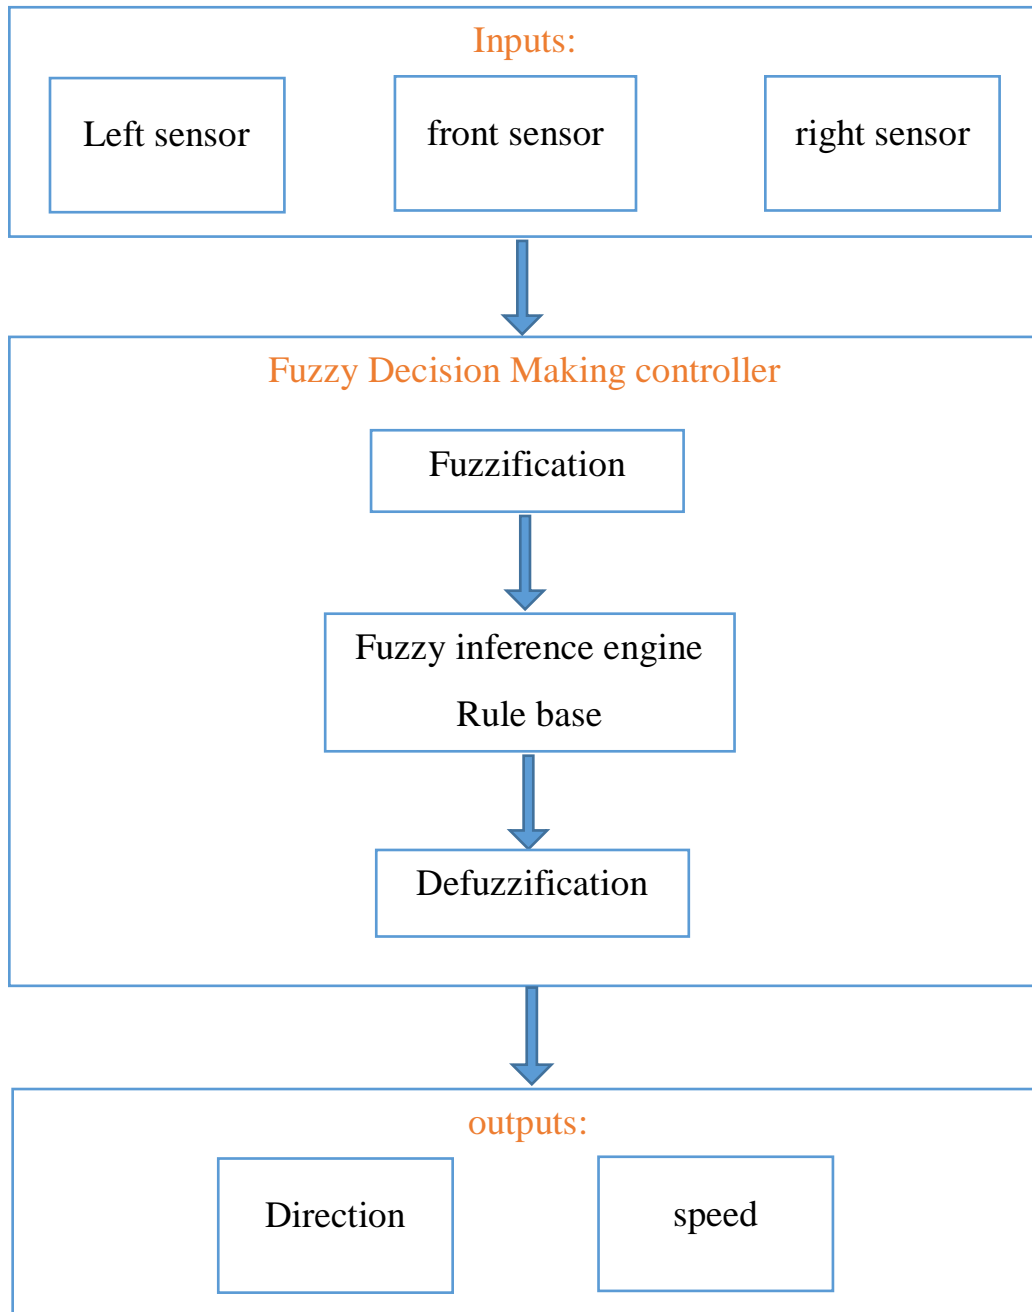 Inputs:
Left sensor
front sensor
right sensor
Fuzzy Decision Making controller
Fuzzification
Fuzzy inference engine
Rule base
Defuzzification
outputs:
Direction
speed